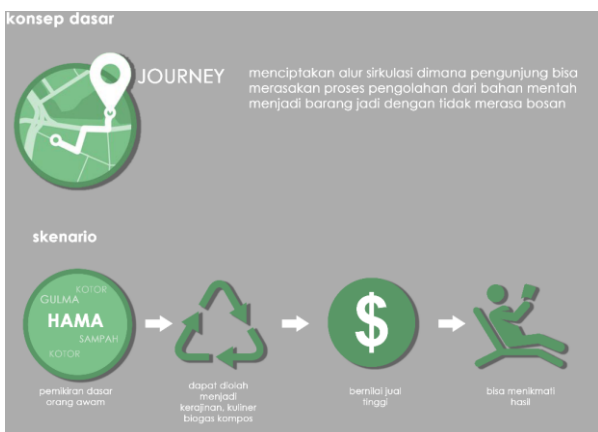 konsep dasar
JOURNEY
menciptakan alur sirkulasi dimana pengunjung bisa
merasakan proses pengolahan dari bahan mentah
menjadi barang jadi dengan tidak merasa bosan
skenario
KOTOR
GULMA
HAMA
SAMPAH
KOTOR
pemikiran dasar
orang awam
dapat diolah
menjadi
kerajinan, kuliner
biogas kompos
$
bernilai jual
tinggi
bisa menikmati
hasil